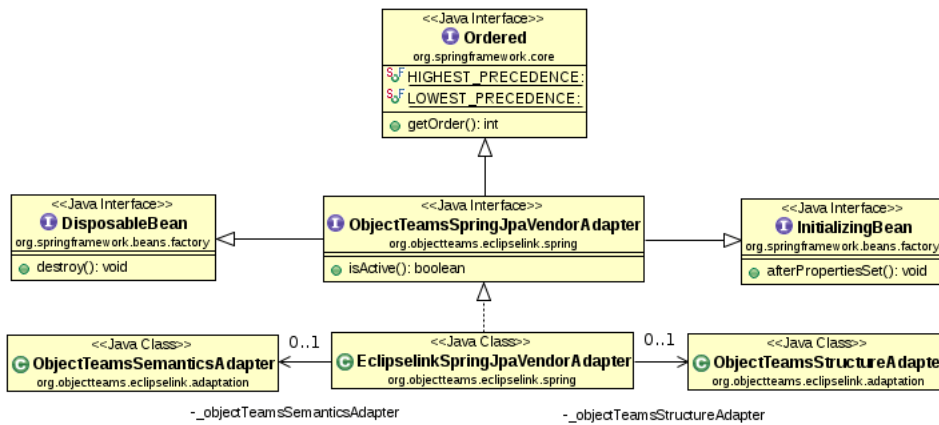 <<Java Interface>>
I Ordered
org.springframework.core
S F HIGHEST_PRECEDENCE:
S F LOWEST_PRECEDENCE:
getOrder(): int
<<Java Interface>>
I DisposableBean
org.springframework.beans.factory
destroy(): void
<<Java Interface>>
I ObjectTeamsSpringJpaVendorAdapter
org.objectteams.eclipselink.spring
isActive(): boolean
<<Java Interface>>
I InitializingBean
org.springframework.beans.factory
afterPropertiesSet(): void
<<Java Class>>
C ObjectTeamsSemanticsAdapter
org.objectteams.eclipselink.adaptation
0..1
<<Java Class>>
C EclipselinkSpringJpaVendorAdapter
org.objectteams.eclipselink.spring
0..1
<<Java Class>>
C ObjectTeamsStructureAdapte
org.objectteams.eclipselink.adaptation
-_objectTeamsSemanticsAdapter
-_objectTeamsStructureAdapter